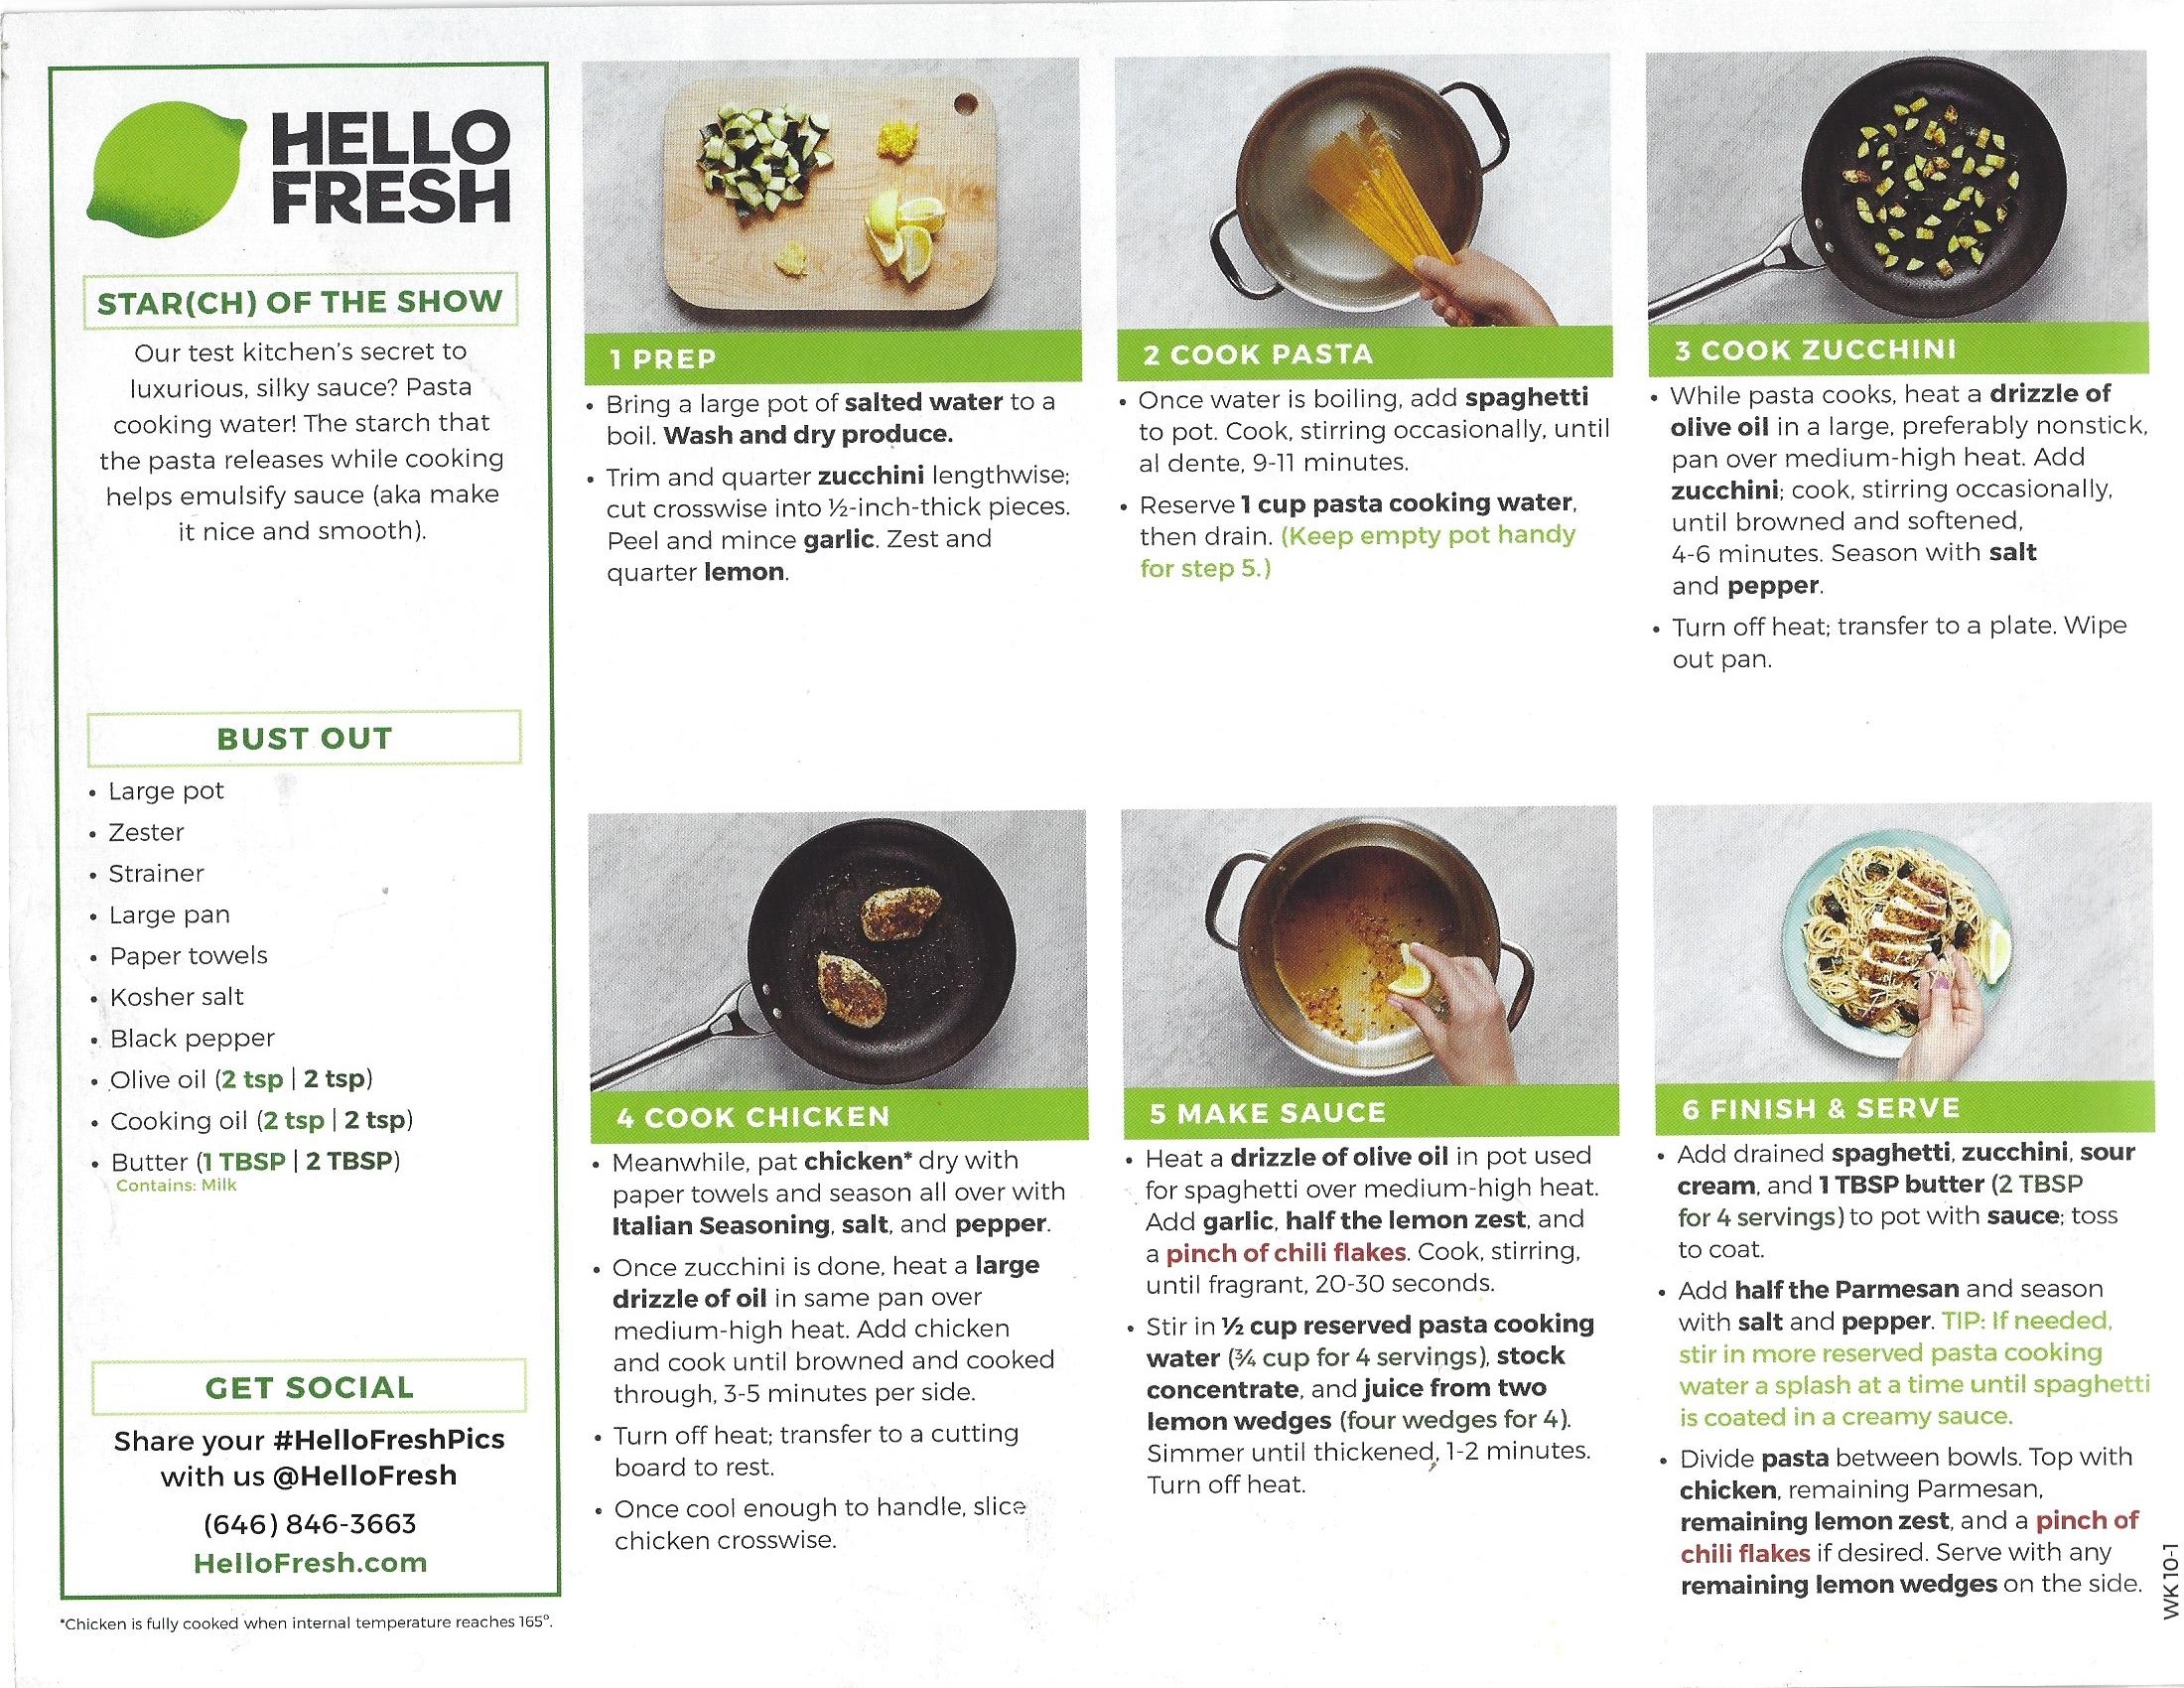 HELLO
FRESH
STAR(CH) OF THE SHOW
Our test kitchen's secret to
luxurious, silky sauce? Pasta
cooking water! The starch that
the pasta releases while cooking
helps emulsify sauce (aka make
it nice and smooth).
BUST OUT
• Large pot
• Zester
• Strainer
• Large pan
• Paper towels
• Kosher salt
• Black pepper
• Olive oil (2 tsp | 2 tsp)
• Cooking oil (2 tsp | 2 tsp)
• Butter (1 TBSP | 2 TBSP)
Contains: Milk
GET SOCIAL
Share your #HelloFreshPics
with us @HelloFresh
(646) 846-3663
HelloFresh.com
*Chicken is fully cooked when internal temperature reaches 165°.
1 PREP
• Bring a large pot of salted water to a
boil. Wash and dry produce.
• Trim and quarter zucchini lengthwise;
cut crosswise into ½-inch-thick pieces.
Peel and mince garlic. Zest and
quarter lemon.
2 COOK PASTA
• Once water is boiling, add spaghetti
to pot. Cook, stirring occasionally, until
al dente, 9-11 minutes.
• Reserve 1 cup pasta cooking water,
then drain. (Keep empty pot handy
for step 5.)
3 COOK ZUCCHINI
• While pasta cooks, heat a drizzle of
olive oil in a large, preferably nonstick,
pan over medium-high heat. Add
zucchini; cook, stirring occasionally,
until browned and softened,
4-6 minutes. Season with salt
and pepper.
• Turn off heat; transfer to a plate. Wipe
out pan.
4 COOK CHICKEN
• Meanwhile, pat chicken* dry with
paper towels and season all over with
Italian Seasoning, salt, and pepper.
• Once zucchini is done, heat a large
drizzle of oil in same pan over
medium-high heat. Add chicken
and cook until browned and cooked
through, 3-5 minutes per side.
• Turn off heat; transfer to a cutting
board to rest.
• Once cool enough to handle, slice
chicken crosswise.
5 MAKE SAUCE
• Heat a drizzle of olive oil in pot used
for spaghetti over medium-high heat.
Add garlic, half the lemon zest, and
a pinch of chili flakes. Cook, stirring,
until fragrant, 20-30 seconds.
• Stir in ½ cup reserved pasta cooking
water (¾ cup for 4 servings), stock
concentrate, and juice from two
lemon wedges (four wedges for 4).
Simmer until thickened, 1-2 minutes.
Turn off heat.
6 FINISH & SERVE
• Add drained spaghetti, zucchini, sour
cream, and 1 TBSP butter (2 TBSP
for 4 servings) to pot with sauce; toss
to coat.
• Add half the Parmesan and season
with salt and pepper. TIP: If needed,
stir in more reserved pasta cooking
water a splash at a time until spaghetti
is coated in a creamy sauce.
• Divide pasta between bowls. Top with
chicken, remaining Parmesan,
remaining lemon zest, and a pinch of
chili flakes if desired. Serve with any
remaining lemon wedges on the side.
WK 10-1